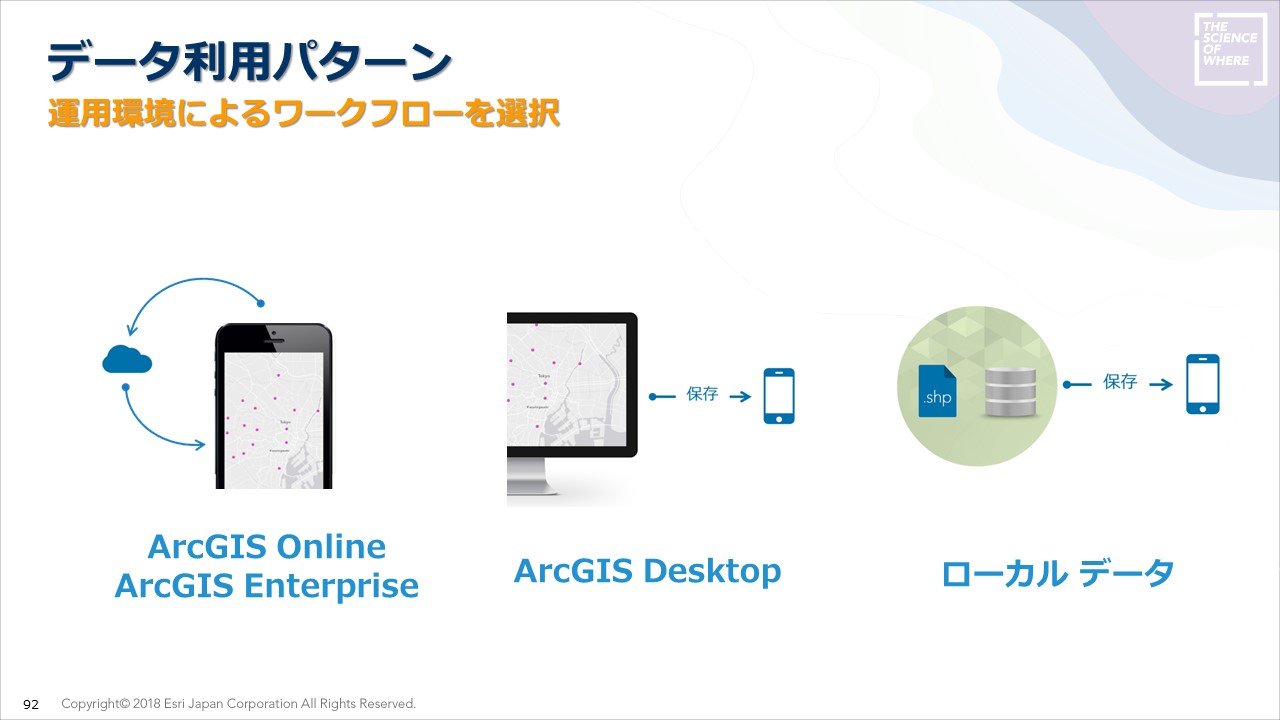 データ利用パターン
運用環境によるワークフローを選択
THE
SCIENCE
OF
WHERE
Tokyo
ArcGIS Online
ArcGIS Enterprise
Tokyo
保存
ArcGIS Desktop
.shp
保存
ローカル データ
92
Copyright© 2018 Esri Japan Corporation All Rights Reserved.